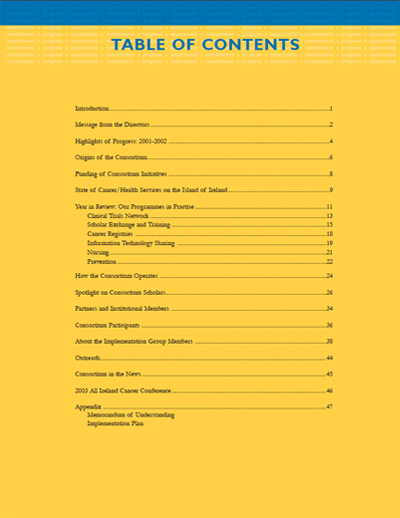 TABLE OF CONTENTS
Introduction 1
Message from the Directors 2
Highlights of Progress: 2001-2002 4
Origins of the Consortium 6
Funding of Consortium Initiatives 8
State of Cancer/Health Services on the Island of Ireland 9
Year in Review: Our Programmes in Practise 11
Clinical Trials Network 13
Scholar Exchange and Training 15
Cancer Registries 18
Information Technology Sharing 19
Nursing 21
Prevention 22
How the Consortium Operates 24
Spotlight on Consortium Scholars 26
Partners and Institutional Members 34
Consortium Participants 36
About the Implementation Group Members 38
Outreach 44
Consortium in the News 45
2003 All Ireland Cancer Conference 46
Appendix 47
Memorandum of Understanding
Implementation Plan